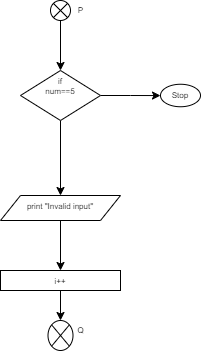 P
if
num==5
Stop
print "Invalid input"
i++
Q